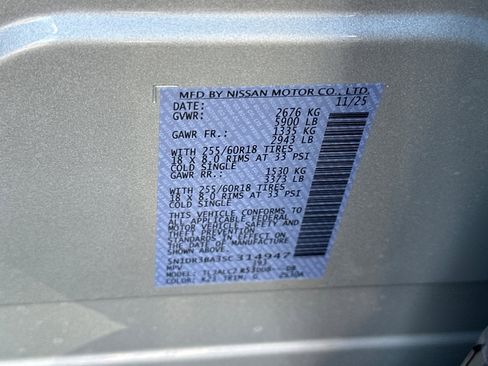 MFD BY NISSAN MOTOR CO., LTD.
DATE: 11/25
GVWR: 2676 KG
5900 LB
GAWR FR.: 1335 KG
2943 LB
WITH 255/60R18 TIRES
18 x 8.0 RIMS AT 33 PSI
COLD SINGLE
GAWR RR.: 1530 KG
3373 LB
WITH 255/60R18 TIRES
18 x 8.0 RIMS AT 33 PSI
COLD SINGLE
THIS VEHICLE CONFORMS TO
ALL APPLICABLE FEDERAL
MOTOR VEHICLE SAFETY
AND THEFT PREVENTION
STANDARDS IN EFFECT ON
THE DATE OF MANUFACTURE
SHOWN ABOVE.
5N1DR3BA3SC314947
MPV
MODEL:
COLOR: K23 TRIM: G